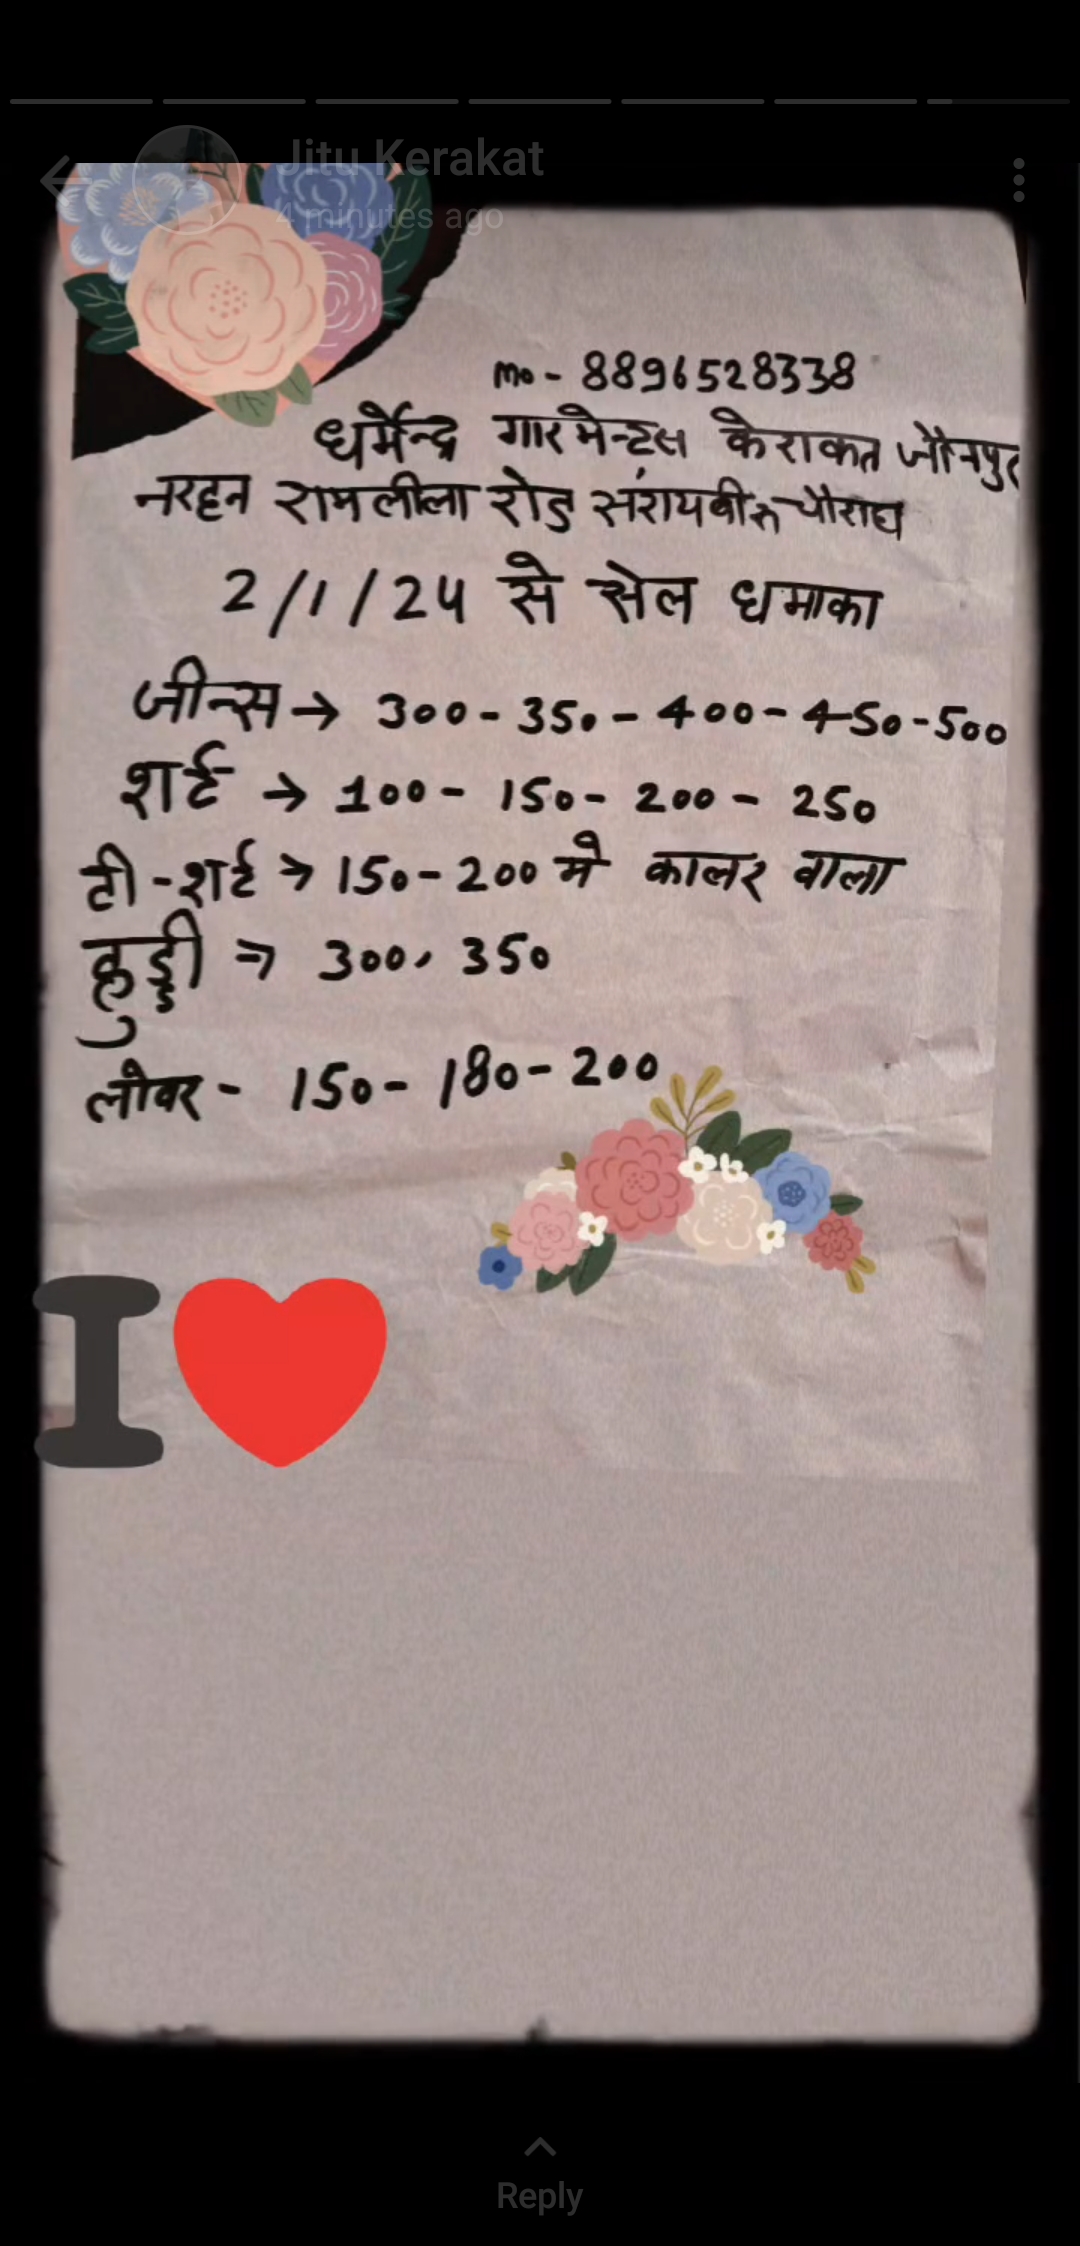 Jitu Kerakat
4 minutes ago
mo - 8896528338
धर्मेन्द्र गारमेन्ट्स केराकत जौनपुर
नरहन रामलीला रोड सरायबीरू चौराहा
2/1/24 से सेल धमाका
जीन्स → 300 - 350 - 400 - 450 - 500
शर्ट → 100 - 150 - 200 - 250
टी - शर्ट → 150 - 200 मे कालर वाला
हुड्डी ⇒ 300, 350
लोवर - 150 - 180 - 200
I
Reply